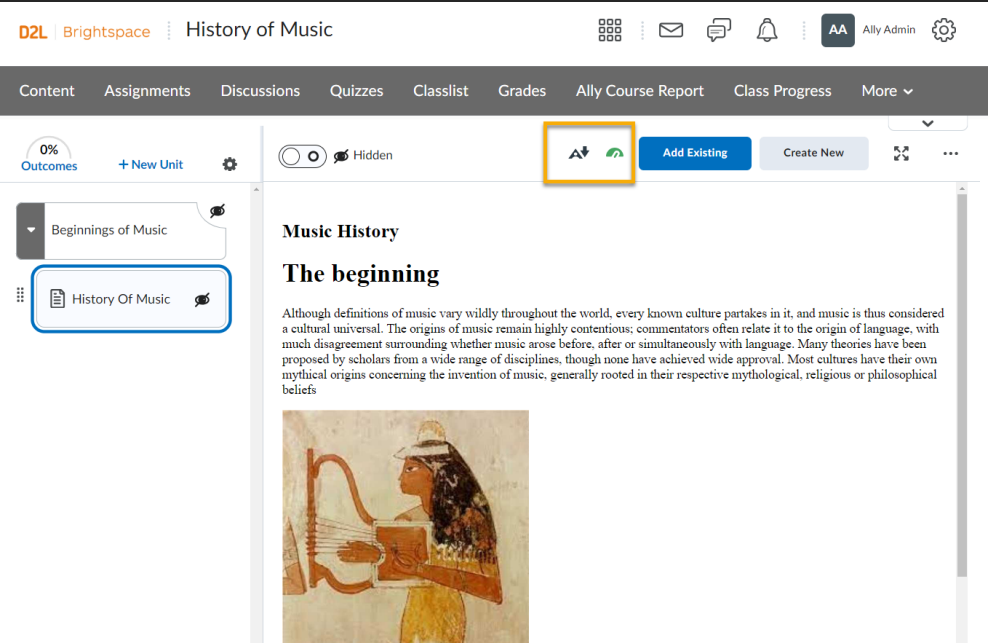 D2L Brightspace History of Music AA Ally Admin
Content Assignments Discussions Quizzes Classlist Grades Ally Course Report Class Progress More
0%
Outcomes + New Unit
Hidden A Add Existing Create New
Beginnings of Music
History Of Music
Music History
The beginning
Although definitions of music vary wildly throughout the world, every known culture partakes in it, and music is thus considered
a cultural universal. The origins of music remain highly contentious; commentators often relate it to the origin of language, with
much disagreement surrounding whether music arose before, after or simultaneously with language. Many theories have been
proposed by scholars from a wide range of disciplines, though none have achieved wide approval. Most cultures have their own
mythical origins concerning the invention of music, generally rooted in their respective mythological, religious or philosophical
beliefs